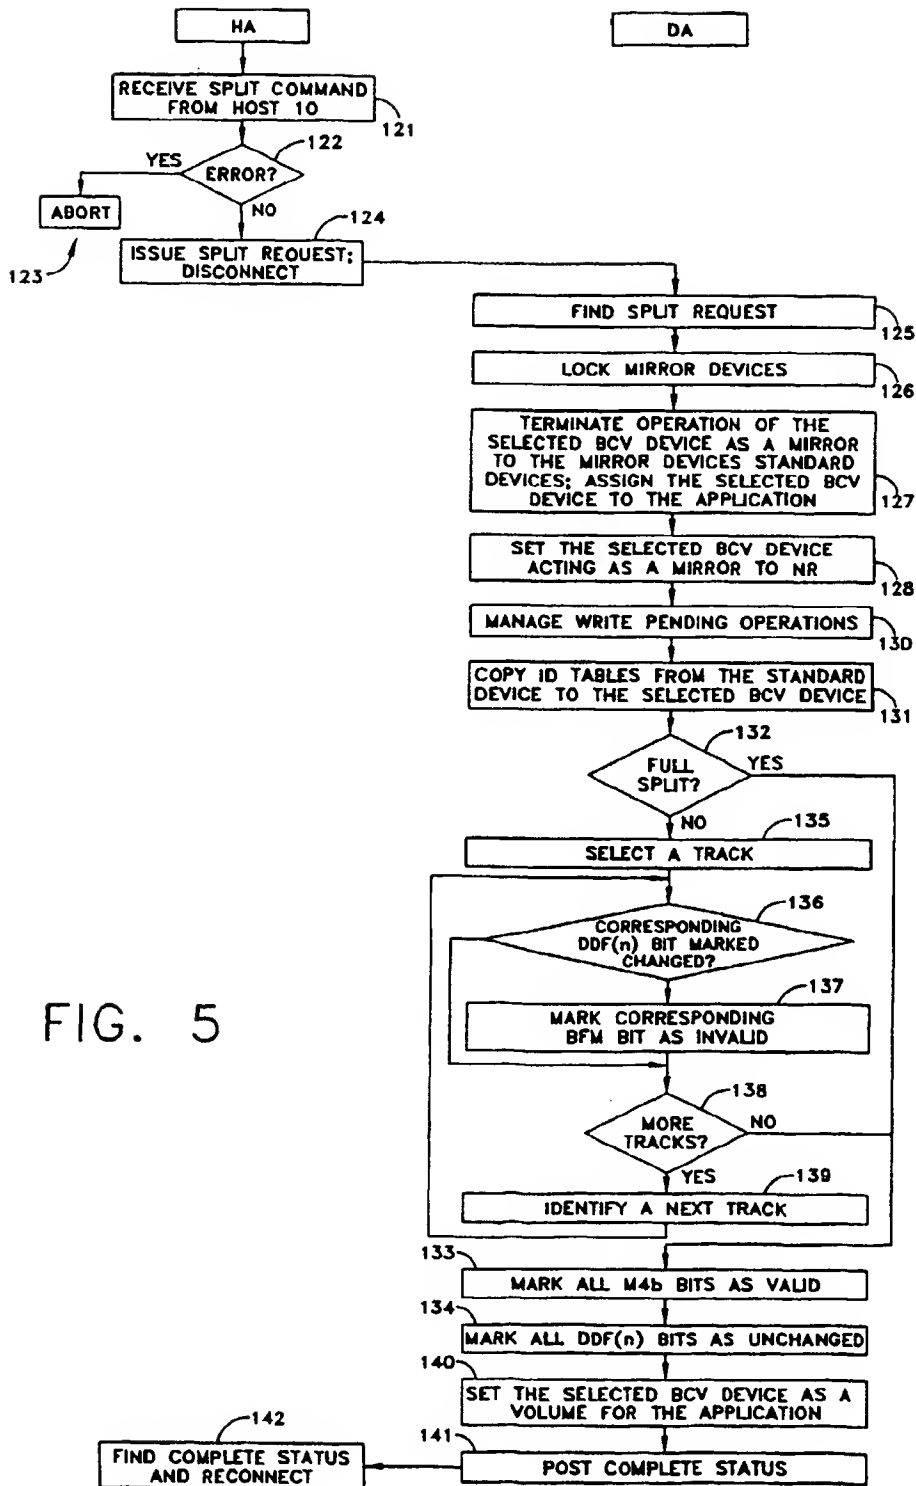 HA
DA
RECEIVE SPLIT COMMAND
FROM HOST 10
121
122
YES
ERROR?
NO
ABORT
123
124
ISSUE SPLIT REQUEST;
DISCONNECT
FIND SPLIT REQUEST
125
LOCK MIRROR DEVICES
126
TERMINATE OPERATION OF THE
SELECTED BCV DEVICE AS A MIRROR
TO THE MIRROR DEVICES STANDARD
DEVICES; ASSIGN THE SELECTED BCV
DEVICE TO THE APPLICATION
127
SET THE SELECTED BCV DEVICE
ACTING AS A MIRROR TO NR
128
MANAGE WRITE PENDING OPERATIONS
130
COPY ID TABLES FROM THE STANDARD
DEVICE TO THE SELECTED BCV DEVICE
131
132
FULL
SPLIT?
YES
NO
135
SELECT A TRACK
136
CORRESPONDING
DDF(n) BIT MARKED
CHANGED?
137
MARK CORRESPONDING
BFM BIT AS INVALID
138
MORE
TRACKS?
NO
YES
139
IDENTIFY A NEXT TRACK
133
MARK ALL M4b BITS AS VALID
134
MARK ALL DDF(n) BITS AS UNCHANGED
140
SET THE SELECTED BCV DEVICE AS A
VOLUME FOR THE APPLICATION
141
POST COMPLETE STATUS
142
FIND COMPLETE STATUS
AND RECONNECT
FIG. 5